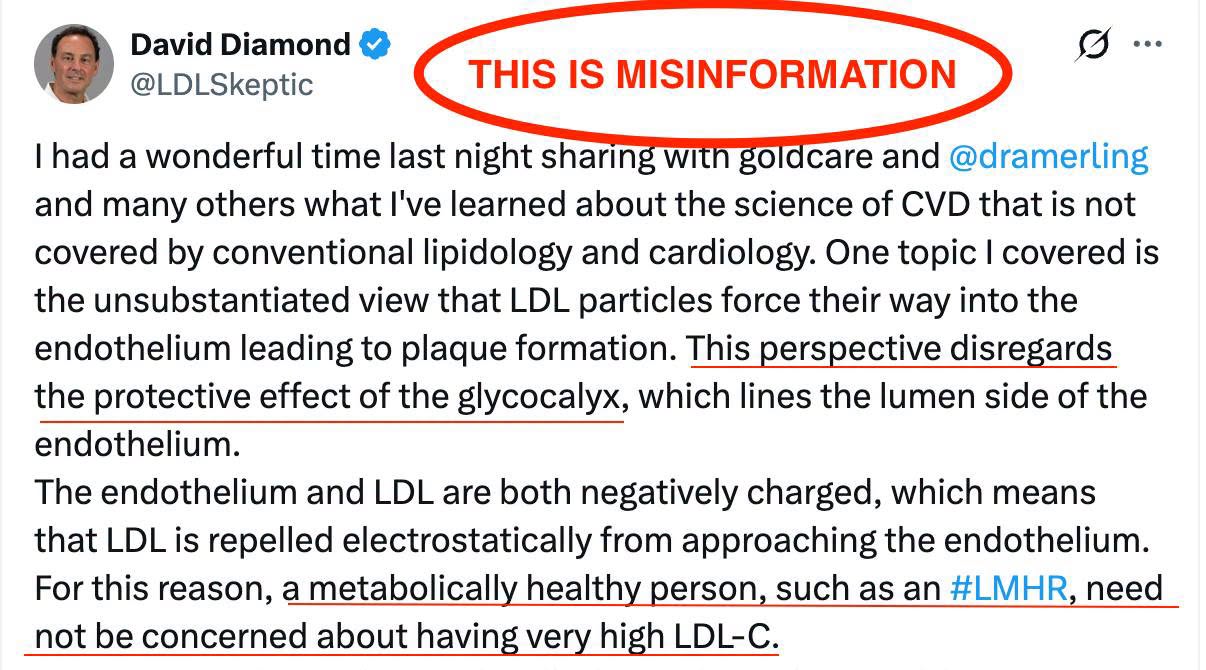 David Diamond
@LDLSkeptic
THIS IS MISINFORMATION
I had a wonderful time last night sharing with goldcare and @dramerling
and many others what I've learned about the science of CVD that is not
covered by conventional lipidology and cardiology. One topic I covered is
the unsubstantiated view that LDL particles force their way into the
endothelium leading to plaque formation. This perspective disregards
the protective effect of the glycocalyx, which lines the lumen side of the
endothelium.
The endothelium and LDL are both negatively charged, which means
that LDL is repelled electrostatically from approaching the endothelium.
For this reason, a metabolically healthy person, such as an #LMHR, need
not be concerned about having very high LDL-C.